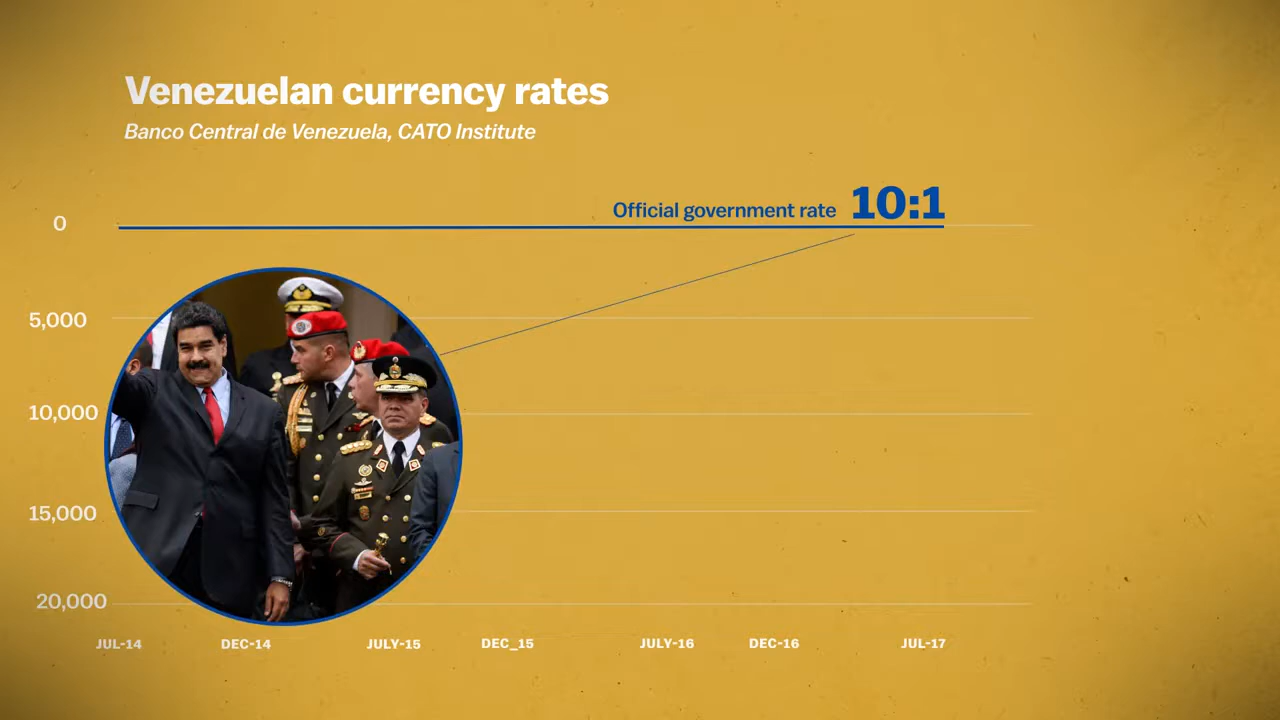 Venezuelan currency rates
Banco Central de Venezuela, CATO Institute
Official government rate 10:1
0
5,000
10,000
15,000
20,000
JUL-14 DEC-14 JULY-15 DEC_15 JULY-16 DEC-16 JUL-17